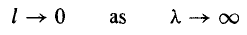 l → 0 as λ → ∞